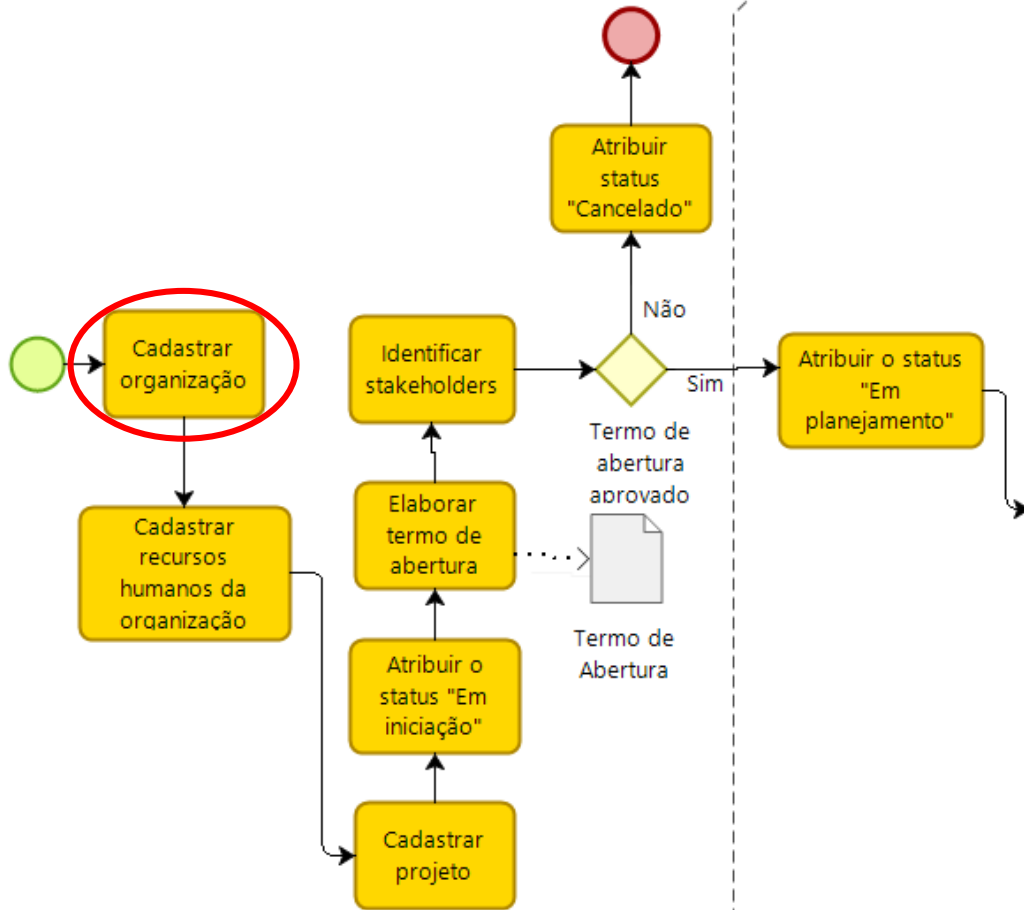 Cadastrar
organização
Cadastrar
recursos
humanos da
organização
Cadastrar
projeto
Atribuir o
status "Em
iniciação"
Elaborar
termo de
abertura
Termo de
Abertura
Identificar
stakeholders
Termo de
abertura
aprovado
Não
Atribuir
status
"Cancelado"
Sim
Atribuir o status
"Em
planejamento"